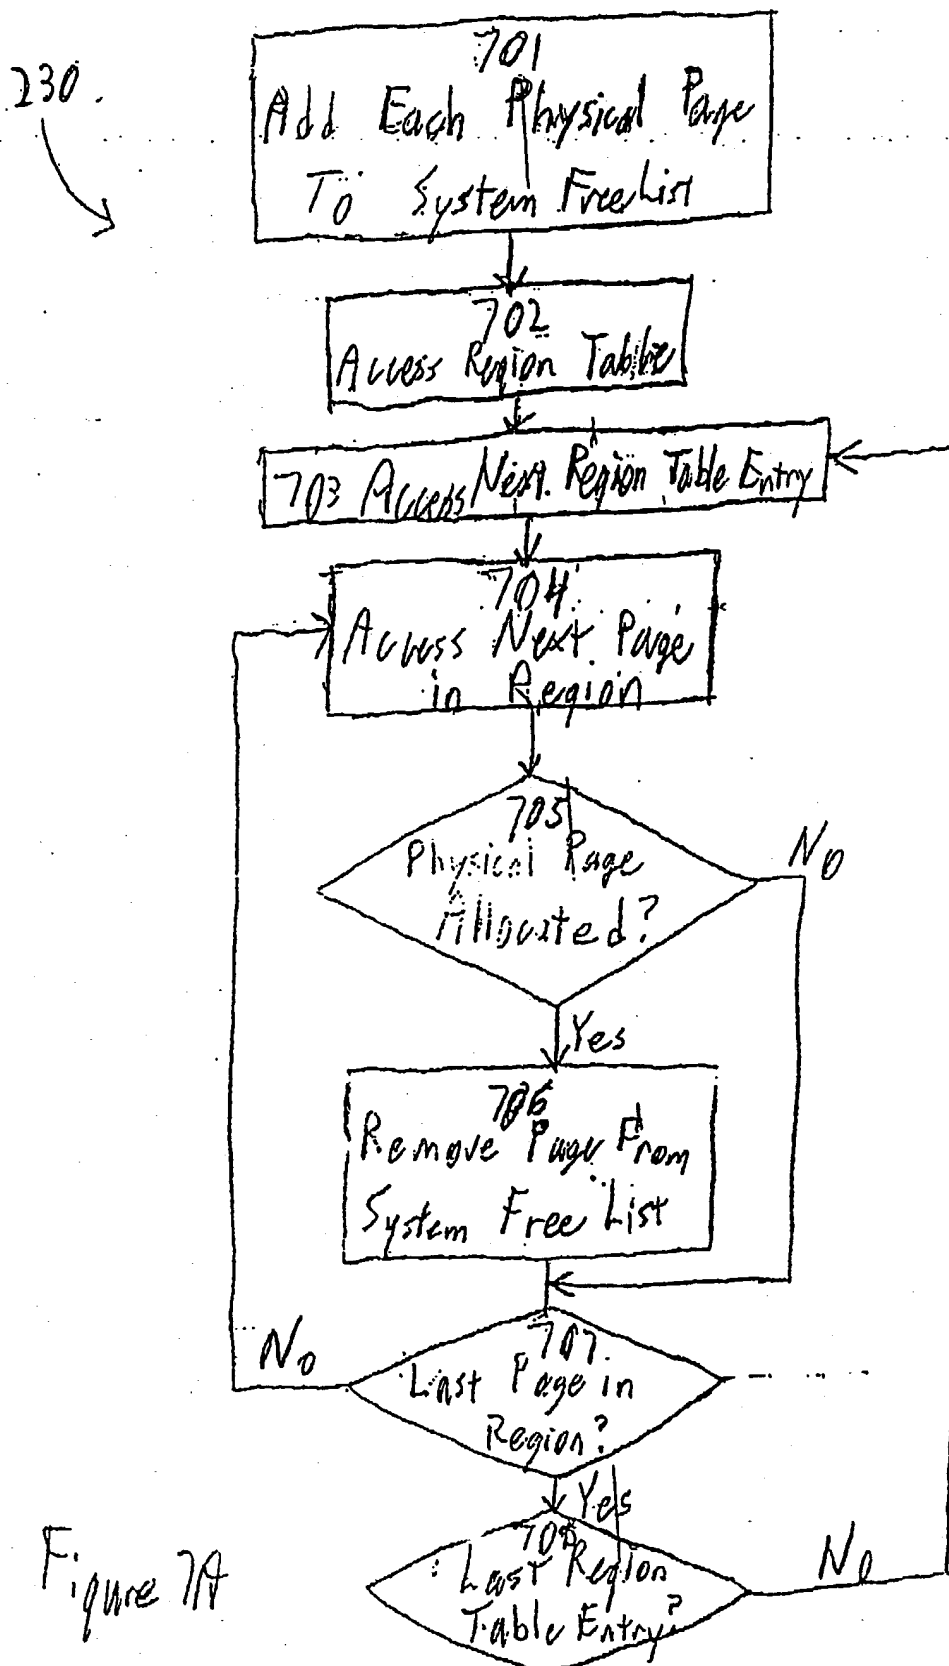 230.
701
Add Each Physical Page
To System Free List
702
Access Region Table
703 Access Next Region Table Entry
704
Access Next Page
in Region
705
Physical Page
Allocated?
No
Yes
706
Remove Page From
System Free List
707
Last Page in
Region?
No
Yes
Last Region
Table Entry?
No
Figure 7A